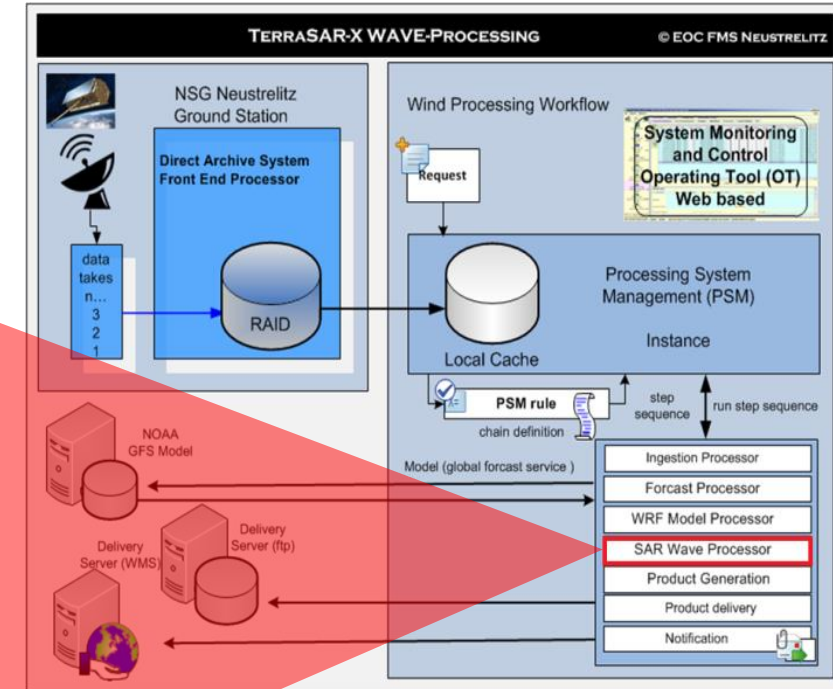 TERRASAR-X WAVE-PROCESSING
© EOC FMS NEUSTRELITZ
NSG Neustrelitz
Ground Station
Direct Archive System
Front End Processor
data
takes
n...
3
2
1
RAID
Wind Processing Workflow
Request
System Monitoring
and Control
Operating Tool (OT)
Web based
Processing System
Management (PSM)
Instance
Local Cache
PSM rule
chain definition
step
sequence
run step sequence
NOAA
GFS Model
Model (global forcast service )
Delivery
Server (ftp)
Delivery
Server (WMS)
Ingestion Processor
Forcast Processor
WRF Model Processor
SAR Wave Processor
Product Generation
Product delivery
Notification